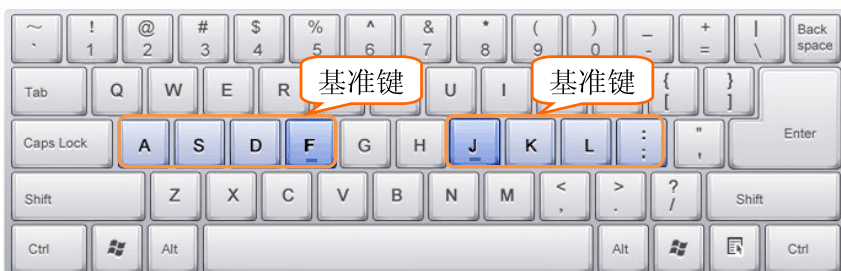 ~ ! @ # $ % ^ & * ( ) _ + | Back
` 1 2 3 4 5 6 7 8 9 0 - = \ space
基准键 基准键
Tab Q W E R U I { }
[ ]
Caps Lock A S D F G H J K L : " Enter
; '
Shift Z X C V B N M < > ? Shift
, . /
Ctrl Alt Alt Ctrl